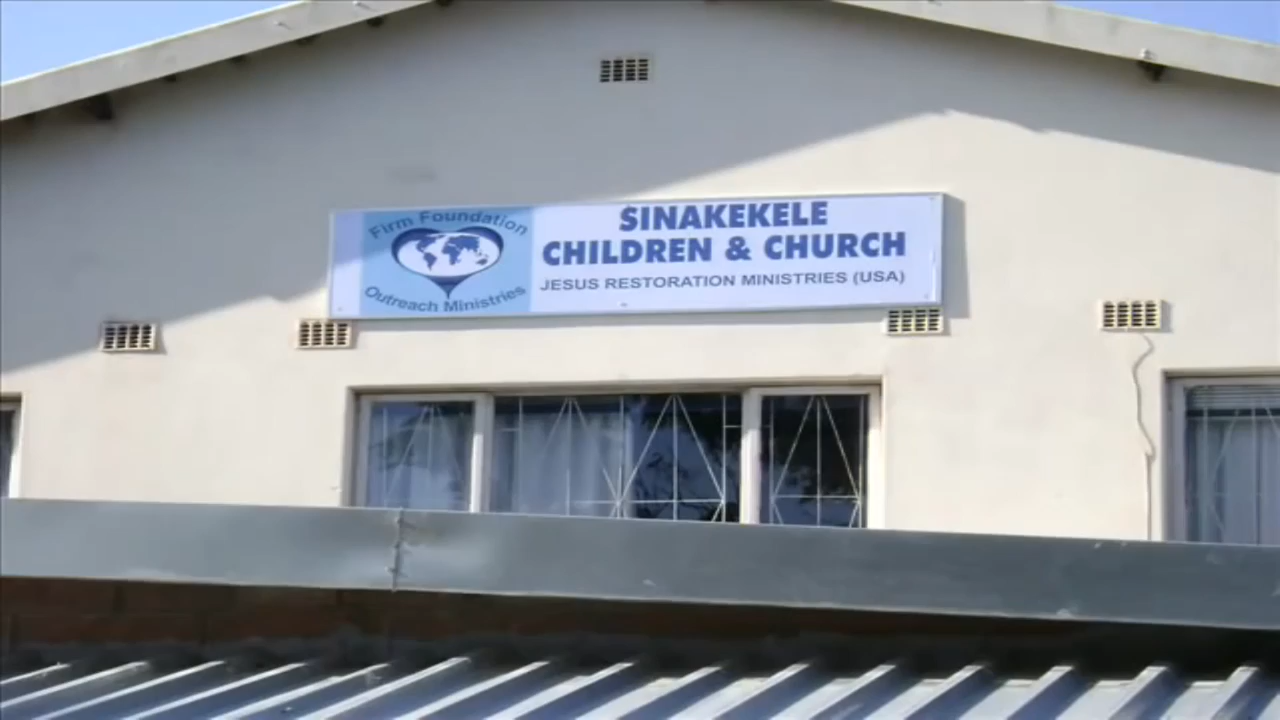 Firm Foundation
Outreach Ministries
SINAKEKELE
CHILDREN & CHURCH
JESUS RESTORATION MINISTRIES (USA)